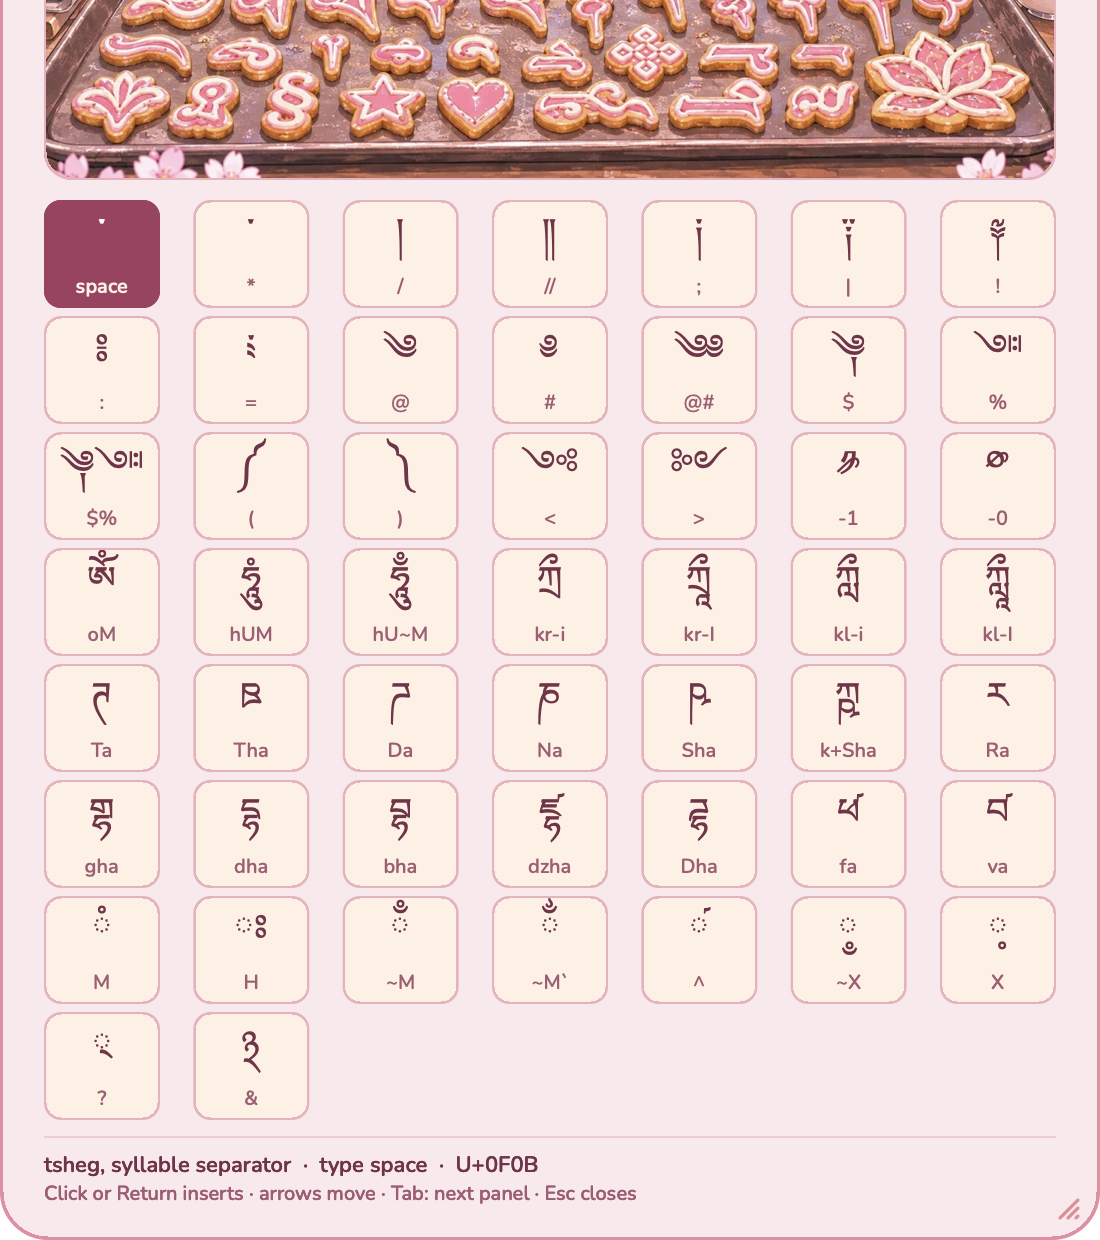 ་ ་ ། ༎ ༏ ༑ ༈
space * / // ; | !
༔ ༴ ༄ ༅ ༄༅ ༆ ༇
: = @ # @# $ %
༆༇ ༼ ༽ ༺ ༻
$% ( ) < > -1 -0
ཨོཾ ཧཱུཾ ཧཱུྃ ཀྲྀ ཀྲཱྀ ཀླྀ ཀླཱྀ
oM hUM hU~M kr-i kr-I kl-i kl-I
ཊ ཋ ཌ ཎ ཥ ཀྵ ཪ
Ta Tha Da Na Sha k+Sha Ra
གྷ དྷ བྷ ཛྷ ཌྷ ཕ༹ བ༹
gha dha bha dzha Dha fa va
ཾ ཿ ྃ ྂ ༹ ༵ ༷
M H ~M ~M` ^ ~X X
྄ ྅
? &
tsheg, syllable separator · type space · U+0F0B
Click or Return inserts · arrows move · Tab: next panel · Esc closes